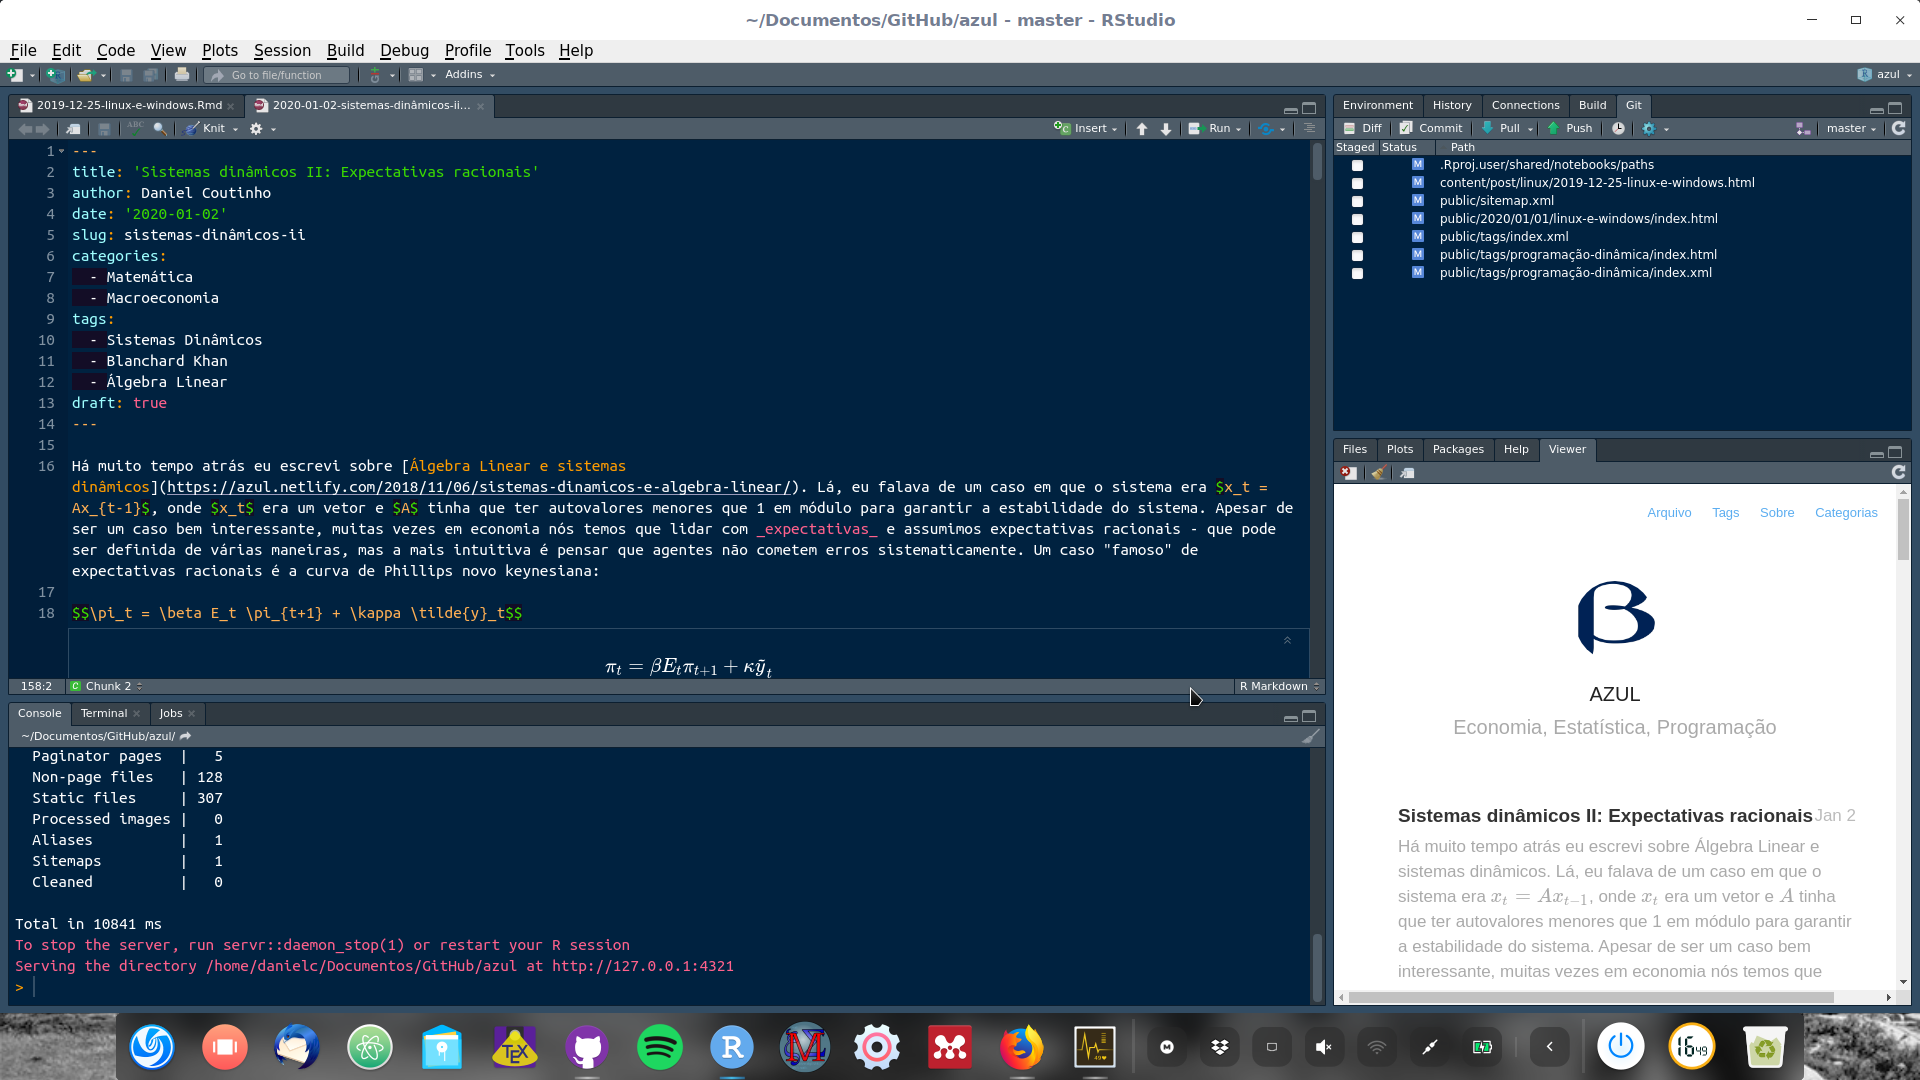 ~/Documentos/GitHub/azul - master - RStudio
File Edit Code View Plots Session Build Debug Profile Tools Help
Go to file/function Addins azul
2019-12-25-linux-e-windows.Rmd 2020-01-02-sistemas-dinâmicos-ii...
ABC Knit Insert Run
1 ---
2 title: 'Sistemas dinâmicos II: Expectativas racionais'
3 author: Daniel Coutinho
4 date: '2020-01-02'
5 slug: sistemas-dinâmicos-ii
6 categories:
7 - Matemática
8 - Macroeconomia
9 tags:
10 - Sistemas Dinâmicos
11 - Blanchard Khan
12 - Álgebra Linear
13 draft: true
14 ---
15
16 Há muito tempo atrás eu escrevi sobre [Álgebra Linear e sistemas
dinâmicos](https://azul.netlify.com/2018/11/06/sistemas-dinamicos-e-algebra-linear/). Lá, eu falava de um caso em que o sistema era $x_t =
Ax_{t-1}$, onde $x_t$ era um vetor e $A$ tinha que ter autovalores menores que 1 em módulo para garantir a estabilidade do sistema. Apesar de
ser um caso bem interessante, muitas vezes em economia nós temos que lidar com _expectativas_ e assumimos expectativas racionais - que pode
ser definida de várias maneiras, mas a mais intuitiva é pensar que agentes não cometem erros sistematicamente. Um caso "famoso" de
expectativas racionais é a curva de Phillips novo keynesiana:
17
18 $$\pi_t = \beta E_t \pi_{t+1} + \kappa \tilde{y}_t$$
π_t = βE_tπ_{t+1} + κỹ_t
158:2 Chunk 2 R Markdown
Console Terminal Jobs
~/Documentos/GitHub/azul/
Paginator pages | 5
Non-page files | 128
Static files | 307
Processed images | 0
Aliases | 1
Sitemaps | 1
Cleaned | 0
Total in 10841 ms
To stop the server, run servr::daemon_stop(1) or restart your R session
Serving the directory /home/danielc/Documentos/GitHub/azul at http://127.0.0.1:4321
>
Environment History Connections Build Git
Diff Commit Pull Push master
Staged Status Path
M .Rproj.user/shared/notebooks/paths
M content/post/linux/2019-12-25-linux-e-windows.html
M public/sitemap.xml
M public/2020/01/01/linux-e-windows/index.html
M public/tags/index.xml
M public/tags/programação-dinâmica/index.html
M public/tags/programação-dinâmica/index.xml
Files Plots Packages Help Viewer
Arquivo Tags Sobre Categorias
β
AZUL
Economia, Estatística, Programação
Sistemas dinâmicos II: Expectativas racionais Jan 2
Há muito tempo atrás eu escrevi sobre Álgebra Linear e
sistemas dinâmicos. Lá, eu falava de um caso em que o
sistema era x_t = Ax_{t−1}, onde x_t era um vetor e A tinha
que ter autovalores menores que 1 em módulo para garantir
a estabilidade do sistema. Apesar de ser um caso bem
interessante, muitas vezes em economia nós temos que
TEX R M 16 49